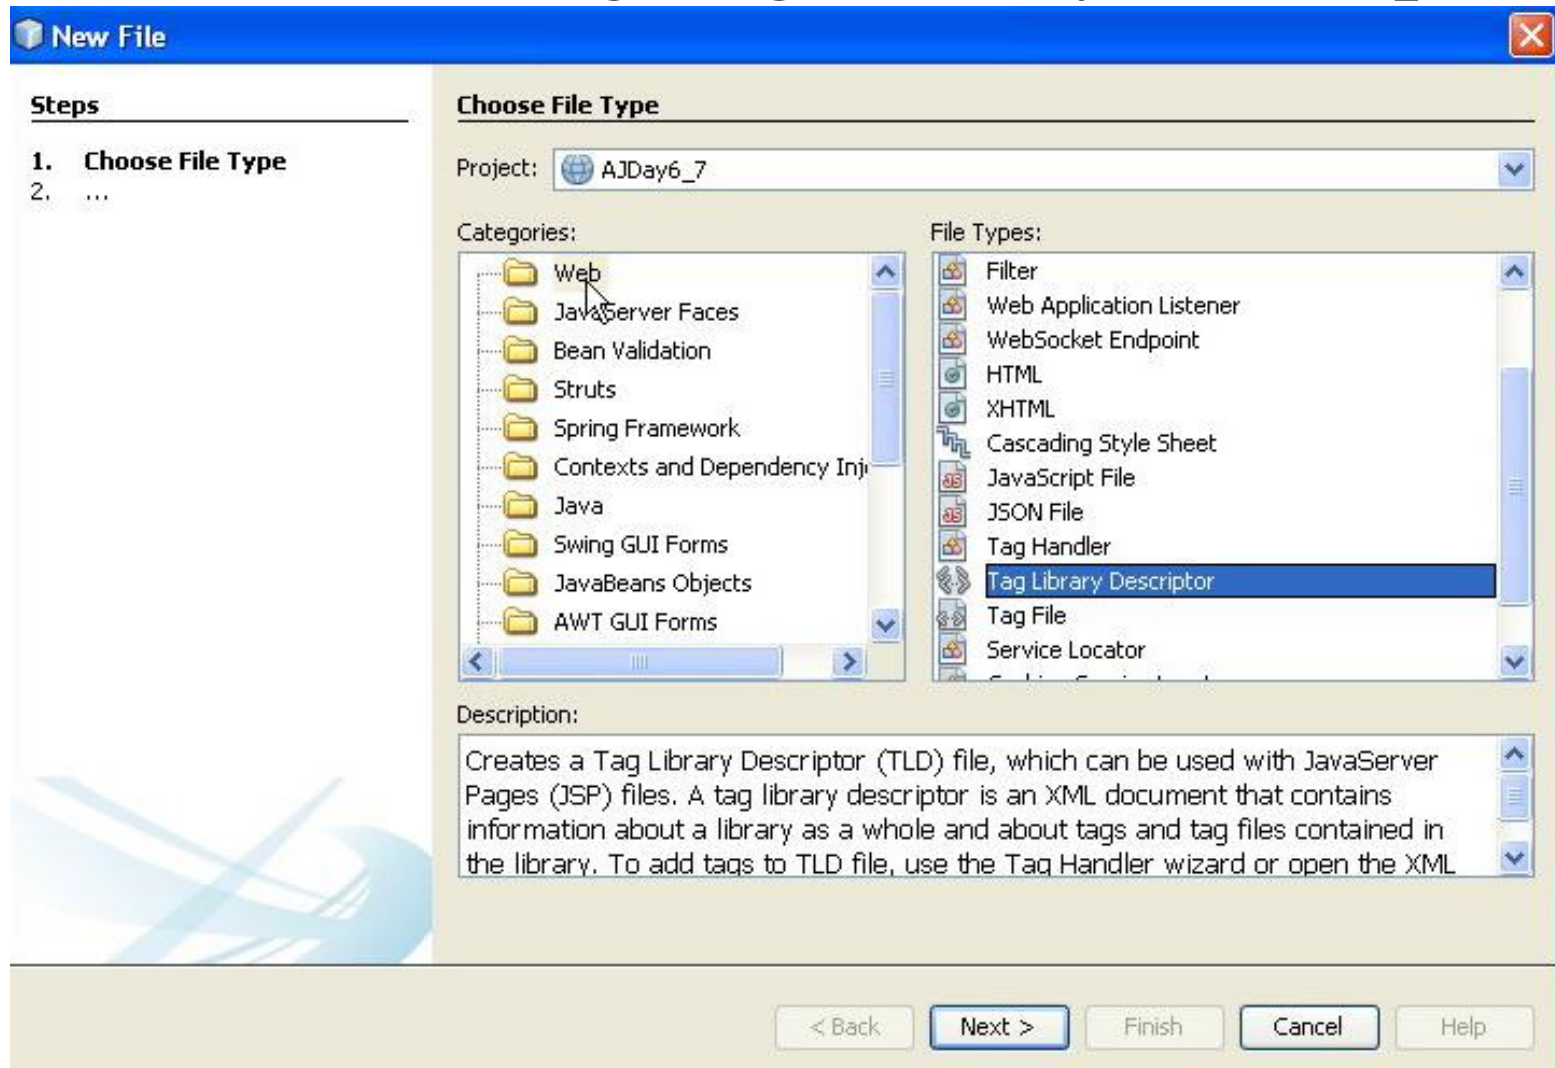 New File
Steps
1. Choose File Type
2. ...
Choose File Type
Project: AJDay6_7
Categories:
Web
JavaServer Faces
Bean Validation
Struts
Spring Framework
Contexts and Dependency Inj
Java
Swing GUI Forms
JavaBeans Objects
AWT GUI Forms
File Types:
Filter
Web Application Listener
WebSocket Endpoint
HTML
XHTML
Cascading Style Sheet
JavaScript File
JSON File
Tag Handler
Tag Library Descriptor
Tag File
Service Locator
Description:
Creates a Tag Library Descriptor (TLD) file, which can be used with JavaServer
Pages (JSP) files. A tag library descriptor is an XML document that contains
information about a library as a whole and about tags and tag files contained in
the library. To add tags to TLD file, use the Tag Handler wizard or open the XML
< Back Next > Finish Cancel Help